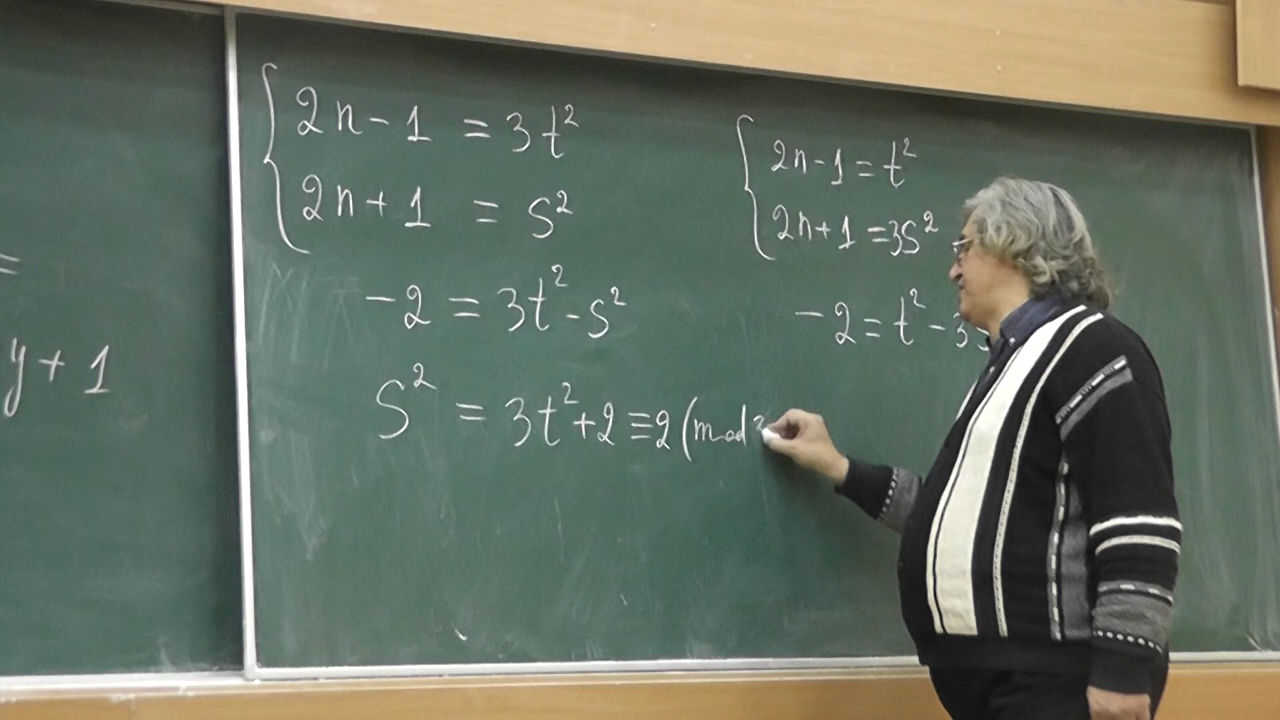 =
y + 1
2n - 1 = 3t²
2n + 1 = s²
-2 = 3t² - s²
S² = 3t² + 2 ≡ 2 (mod 3
2n - 1 = t²
2n + 1 = 3s²
-2 = t² - 3s